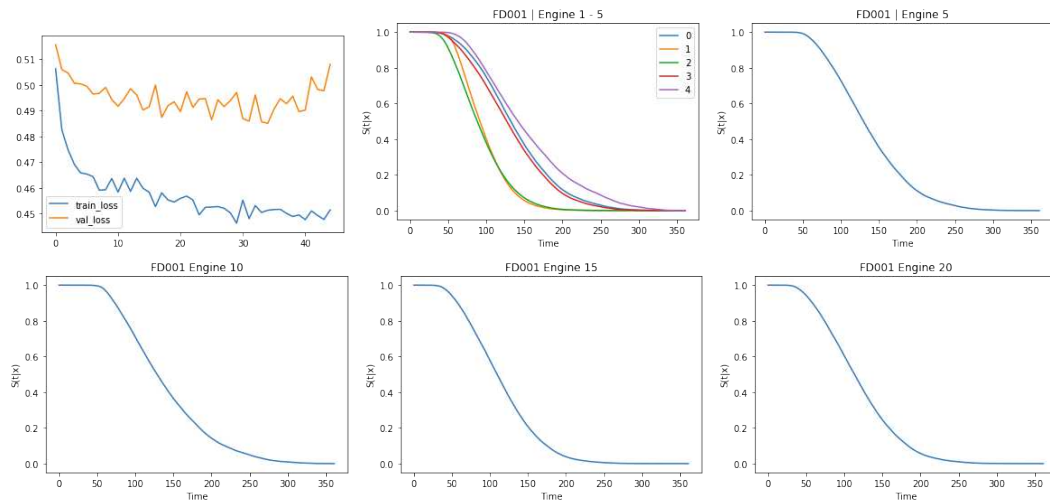 FD001 | Engine 1 - 5
FD001 | Engine 5
0.51
0.50
0.49
0.48
0.47
0.46
0.45
train_loss
val_loss
0 10 20 30 40
S(t|x)
1.0
0.8
0.6
0.4
0.2
0.0
0
1
2
3
4
0 50 100 150 200 250 300 350
Time
S(t|x)
1.0
0.8
0.6
0.4
0.2
0.0
0 50 100 150 200 250 300 350
Time
FD001 Engine 10
S(t|x)
1.0
0.8
0.6
0.4
0.2
0.0
0 50 100 150 200 250 300 350
Time
FD001 Engine 15
S(t|x)
1.0
0.8
0.6
0.4
0.2
0.0
0 50 100 150 200 250 300 350
Time
FD001 Engine 20
S(t|x)
1.0
0.8
0.6
0.4
0.2
0.0
0 50 100 150 200 250 300 350
Time